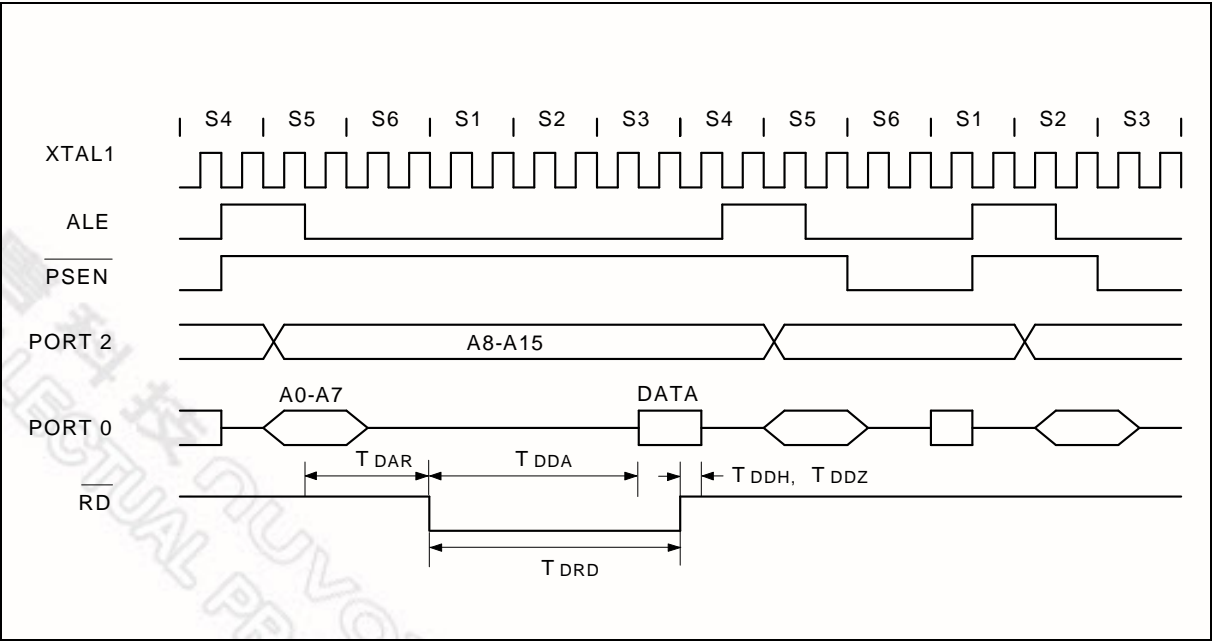 S4 S5 S6 S1 S2 S3 S4 S5 S6 S1 S2 S3
XTAL1
ALE
PSEN
PORT 2
A8-A15
A0-A7
DATA
PORT 0
T DAR
T DDA
T DDH, T DDZ
RD
T DRD